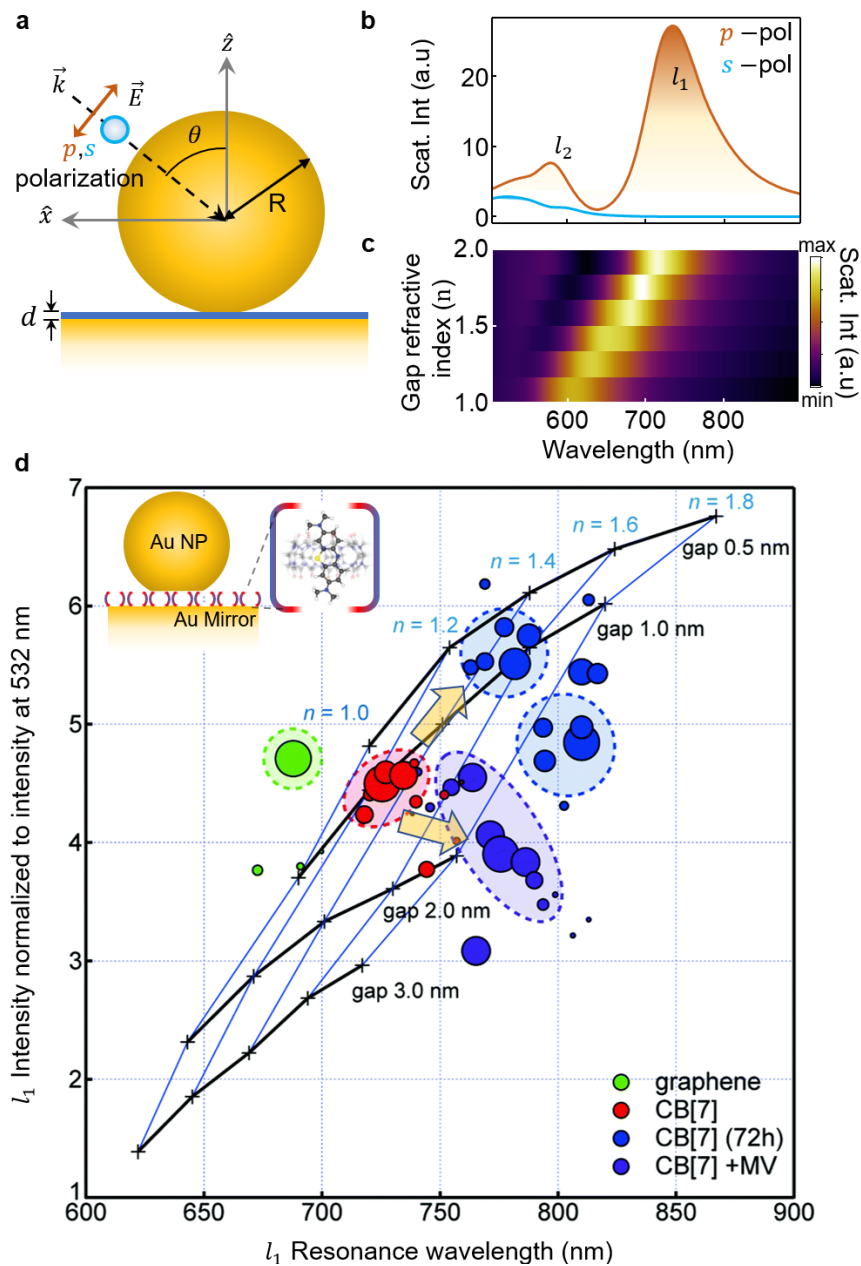 a
k⃗
E⃗
ẑ
θ
p,s
polarization
R
x̂
d
b
Scat. Int (a.u)
20
10
0
p –pol
s –pol
l₁
l₂
c
Gap refractive
index (n)
2.0
1.5
1.0
600 700 800
Wavelength (nm)
max
min
Scat. Int (a.u)
d
l₁ Intensity normalized to intensity at 532 nm
7
6
5
4
3
2
1
Au NP
Au Mirror
n = 1.0
n = 1.2
n = 1.4
n = 1.6
n = 1.8
gap 0.5 nm
gap 1.0 nm
gap 2.0 nm
gap 3.0 nm
graphene
CB[7]
CB[7] (72h)
CB[7] +MV
600 650 700 750 800 850 900
l₁ Resonance wavelength (nm)